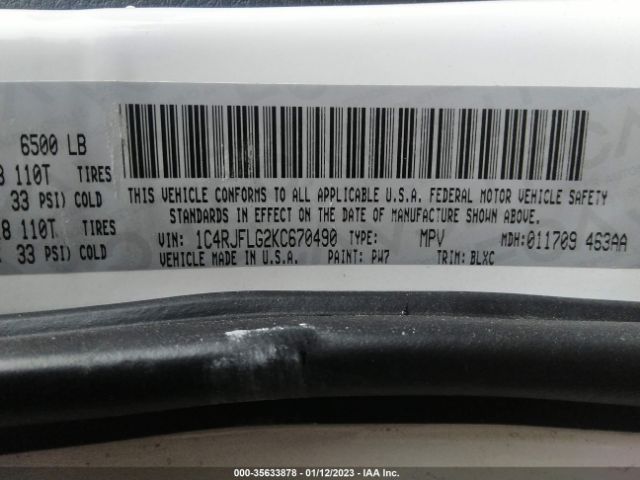 6500 LB
110T TIRES
33 PSI) COLD
8 110T TIRES
33 PSI) COLD
THIS VEHICLE CONFORMS TO ALL APPLICABLE U.S.A. FEDERAL MOTOR VEHICLE SAFETY
STANDARDS IN EFFECT ON THE DATE OF MANUFACTURE SHOWN ABOVE.
VIN: 1C4RJFLG2KC670490 TYPE: MPV MDH:011709 463AA
VEHICLE MADE IN U.S.A. PAINT: PW7 TRIM: BLXC
000-35633878 - 01/12/2023 - IAA Inc.